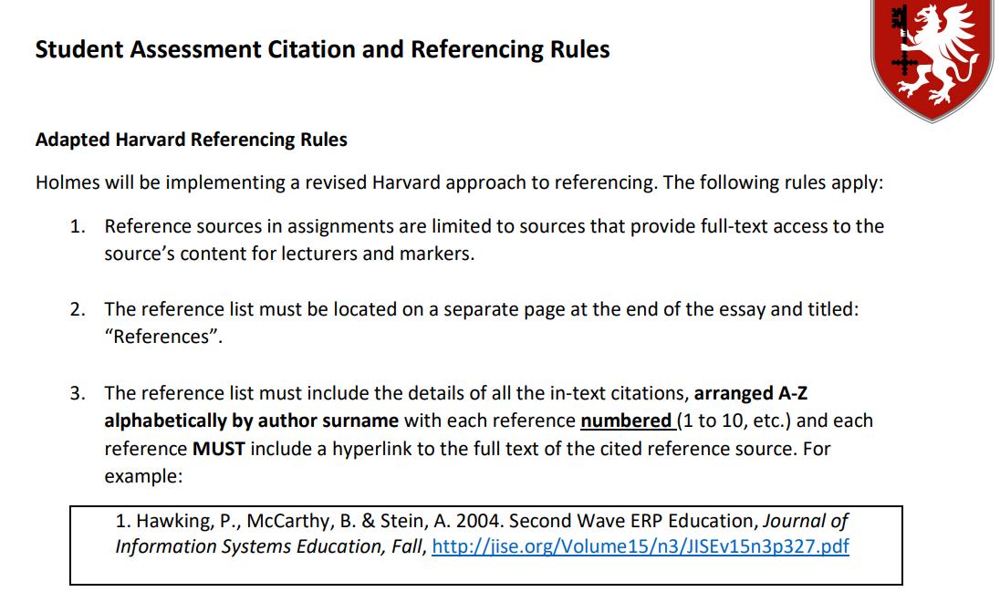 Student Assessment Citation and Referencing Rules
Adapted Harvard Referencing Rules
Holmes will be implementing a revised Harvard approach to referencing. The following rules apply:
1. Reference sources in assignments are limited to sources that provide full-text access to the
source’s content for lecturers and markers.
2. The reference list must be located on a separate page at the end of the essay and titled:
“References”.
3. The reference list must include the details of all the in-text citations, arranged A-Z
alphabetically by author surname with each reference numbered (1 to 10, etc.) and each
reference MUST include a hyperlink to the full text of the cited reference source. For
example:
1. Hawking, P., McCarthy, B. & Stein, A. 2004. Second Wave ERP Education, Journal of
Information Systems Education, Fall, http://jise.org/Volume15/n3/JISEv15n3p327.pdf